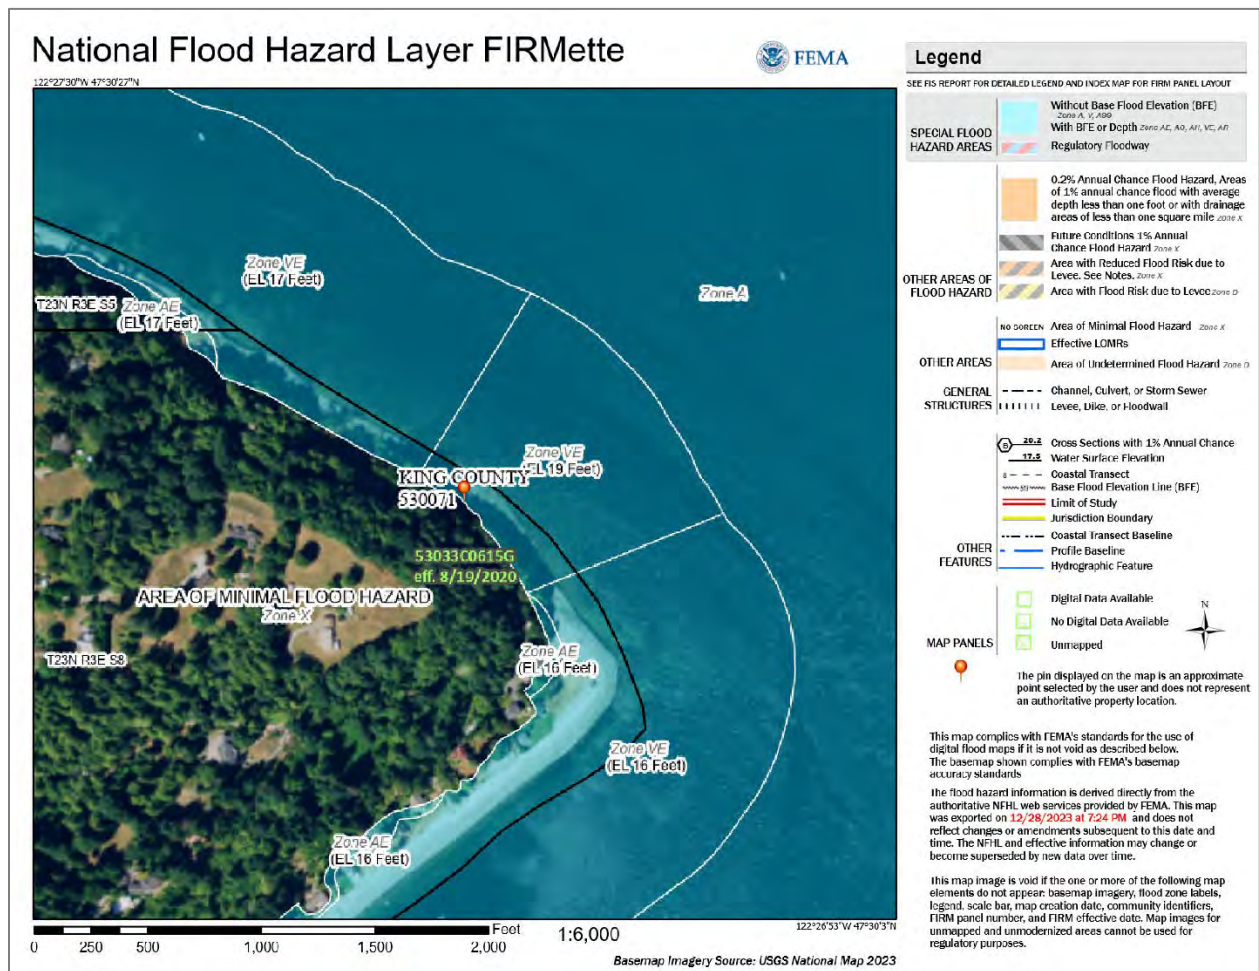 National Flood Hazard Layer FIRMette
FEMA
122°27'30"W 47°30'27"N
Zone VE
(EL 17 Feet)
Zone A
T23N R3E S5
Zone AE
(EL 17 Feet)
Zone VE
(EL 19 Feet)
KING COUNTY
530071
53033C0615G
eff. 8/19/2020
AREA OF MINIMAL FLOOD HAZARD
Zone X
T23N R3E S8
Zone AE
(EL 16 Feet)
Zone VE
(EL 16 Feet)
Zone AE
(EL 16 Feet)
0 250 500 1,000 1,500 2,000
Feet
1:6,000
122°26'53"W 47°30'3"N
Basemap Imagery Source: USGS National Map 2023
Legend
SEE FIS REPORT FOR DETAILED LEGEND AND INDEX MAP FOR FIRM PANEL LAYOUT
SPECIAL FLOOD
HAZARD AREAS
Without Base Flood Elevation (BFE)
Zone A, V, A99
With BFE or Depth Zone AE, AO, AH, VE, AR
Regulatory Floodway
OTHER AREAS OF
FLOOD HAZARD
0.2% Annual Chance Flood Hazard, Areas
of 1% annual chance flood with average
depth less than one foot or with drainage
areas of less than one square mile Zone X
Future Conditions 1% Annual
Chance Flood Hazard Zone X
Area with Reduced Flood Risk due to
Levee. See Notes. Zone X
Area with Flood Risk due to Levee Zone D
OTHER AREAS
NO SCREEN Area of Minimal Flood Hazard Zone X
Effective LOMRs
Area of Undetermined Flood Hazard Zone D
GENERAL
STRUCTURES
Channel, Culvert, or Storm Sewer
Levee, Dike, or Floodwall
OTHER
FEATURES
B 20.2 Cross Sections with 1% Annual Chance
17.5 Water Surface Elevation
8 Coastal Transect
Base Flood Elevation Line (BFE)
Limit of Study
Jurisdiction Boundary
Coastal Transect Baseline
Profile Baseline
Hydrographic Feature
MAP PANELS
Digital Data Available
No Digital Data Available
Unmapped
N
The pin displayed on the map is an approximate
point selected by the user and does not represent
an authoritative property location.
This map complies with FEMA's standards for the use of
digital flood maps if it is not void as described below.
The basemap shown complies with FEMA's basemap
accuracy standards
The flood hazard information is derived directly from the
authoritative NFHL web services provided by FEMA. This map
was exported on 12/28/2023 at 7:24 PM and does not
reflect changes or amendments subsequent to this date and
time. The NFHL and effective information may change or
become superseded by new data over time.
This map image is void if the one or more of the following map
elements do not appear: basemap imagery, flood zone labels,
legend, scale bar, map creation date, community identifiers,
FIRM panel number, and FIRM effective date. Map images for
unmapped and unmodernized areas cannot be used for
regulatory purposes.